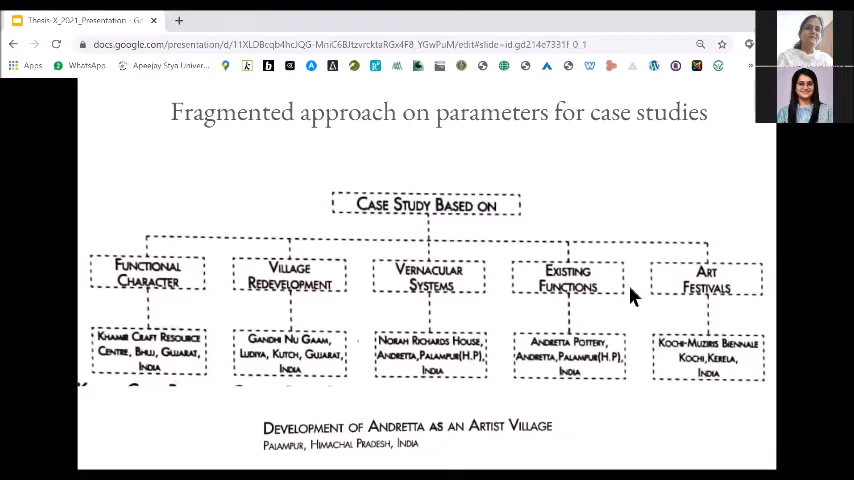 Thesis-X_2021_Presentation - Go
docs.google.com/presentation/d/11XLDBcqb4hcJQG-MniC6BJtzvrcktaRGx4F8_YGwPuM/edit#slide=id.gd214e7331f_0_1
Apps
WhatsApp
Apeejay Stya Univer...
Fragmented approach on parameters for case studies
CASE STUDY BASED ON
FUNCTIONAL
CHARACTER
VILLAGE
REDEVELOPMENT
VERNACULAR
SYSTEMS
EXISTING
FUNCTIONS
ART
FESTIVALS
KHAMIR CRAFT RESOURCE
CENTRE, BHUJ, GUJARAT,
INDIA
GANDHI NU GAAM,
LUDIYA, KUTCH, GUJARAT,
INDIA
NORAH RICHARDS HOUSE,
ANDRETTA,PALAMPUR(H.P),
INDIA
ANDRETTA POTTERY,
ANDRETTA,PALAMPUR(H.P),
INDIA
KOCHI-MUZIRIS BIENNALE
KOCHI,KERELA,
INDIA
DEVELOPMENT OF ANDRETTA AS AN ARTIST VILLAGE
PALAMPUR, HIMACHAL PRADESH, INDIA